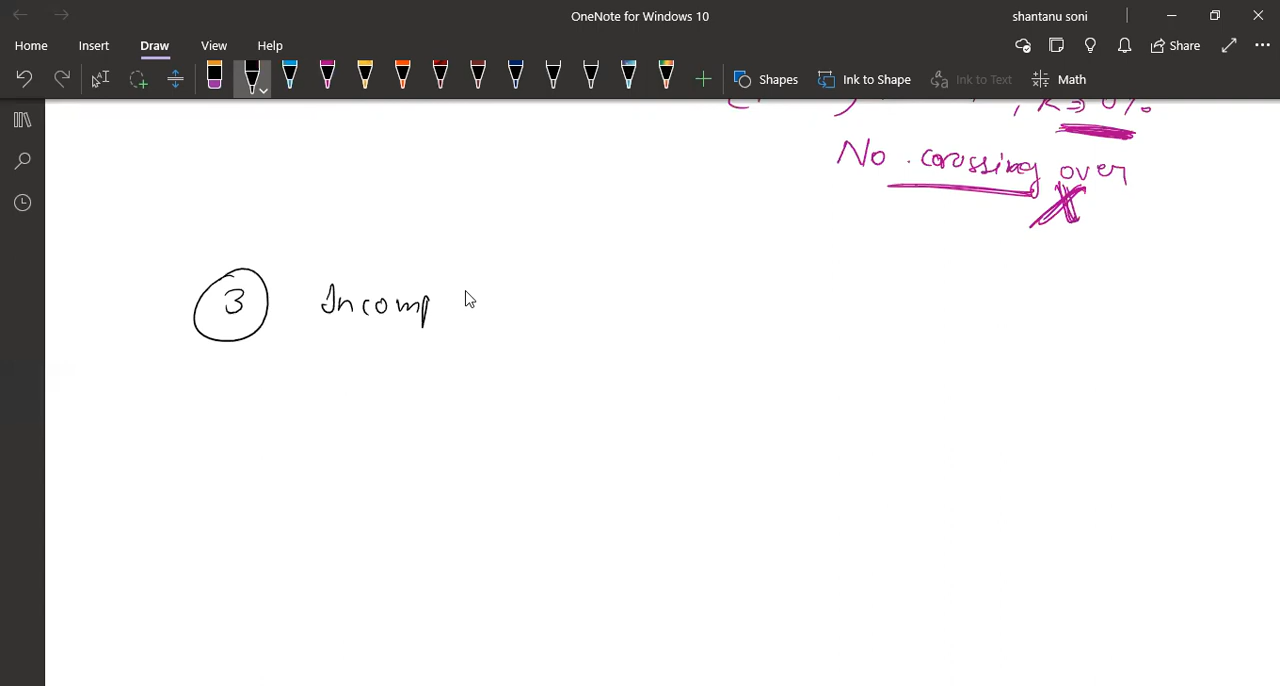 OneNote for Windows 10
shantanu soni
Home Insert Draw View Help
Share
Shapes Ink to Shape Ink to Text Math
No crossing over
3 Incomp